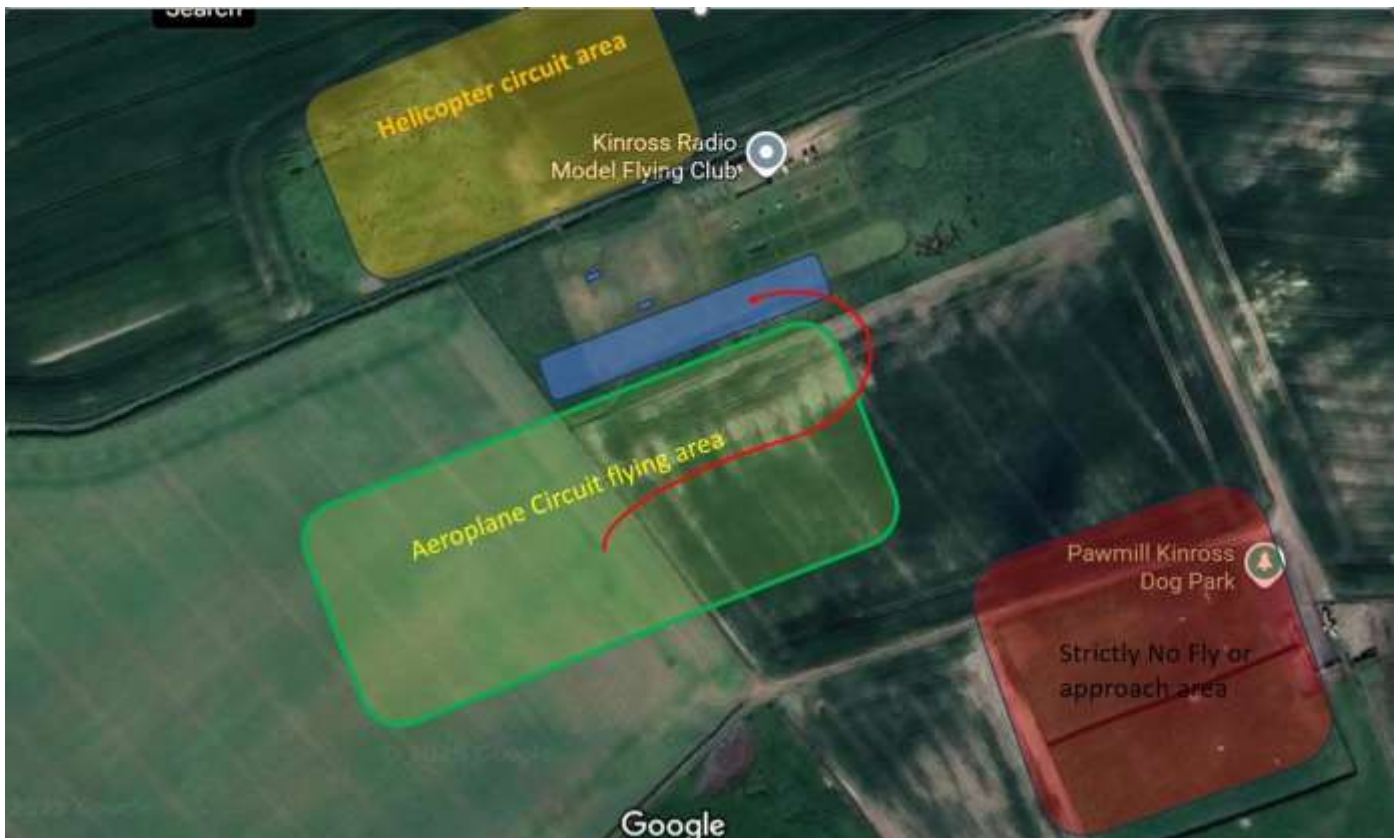 Search
Helicopter circuit area
Kinross Radio
Model Flying Club
Aeroplane Circuit flying area
Pawmill Kinross
Dog Park
Strictly No Fly or
approach area
Google